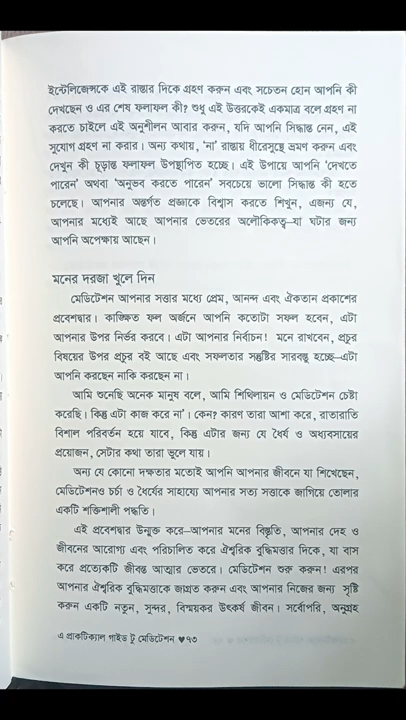 ইন্টেলিজেন্সকে এই রাস্তার দিকে গ্রহণ করুন এবং সচেতন হোন আপনি কী
দেখছেন ও এর শেষ ফলাফল কী? শুধু এই উত্তরকেই একমাত্র বলে গ্রহণ না
করতে চাইলে এই অনুশীলন আবার করুন, যদি আপনি সিদ্ধান্ত নেন, এই
সুযোগ গ্রহণ না করার। অন্য কথায়, ‘না’ রাস্তায় ধীরেসুস্থে ভ্রমণ করুন এবং
দেখুন কী চূড়ান্ত ফলাফল উপস্থাপিত হচ্ছে। এই উপায়ে আপনি ‘দেখতে
পারেন’ অথবা ‘অনুভব করতে পারেন’ সবচেয়ে ভালো সিদ্ধান্ত কী হতে
চলেছে। আপনার অন্তর্গত প্রজ্ঞাকে বিশ্বাস করতে শিখুন, এজন্য যে,
আপনার মধ্যেই আছে আপনার ভেতরের অলৌকিকত্ব–যা ঘটার জন্য
আপনি অপেক্ষায় আছেন।
মনের দরজা খুলে দিন
মেডিটেশন আপনার সত্তার মধ্যে প্রেম, আনন্দ এবং ঐকতান প্রকাশের
প্রবেশদ্বার। কাঙ্ক্ষিত ফল অর্জনে আপনি কতোটা সফল হবেন, এটা
আপনার উপর নির্ভর করবে। এটা আপনার নির্বাচন! মনে রাখবেন, প্রচুর
বিষয়ের উপর প্রচুর বই আছে এবং সফলতার সন্তুষ্টির সারবস্তু হচ্ছে–এটা
আপনি করছেন নাকি করছেন না।
আমি শুনেছি অনেক মানুষ বলে, আমি শিথিলায়ন ও মেডিটেশন চেষ্টা
করেছি। কিন্তু এটা কাজ করে না’। কেন? কারণ তারা আশা করে, রাতারাতি
বিশাল পরিবর্তন হয়ে যাবে, কিন্তু এটার জন্য যে ধৈর্য ও অধ্যবসায়ের
প্রয়োজন, সেটার কথা তারা ভুলে যায়।
অন্য যে কোনো দক্ষতার মতোই আপনি আপনার জীবনে যা শিখেছেন,
মেডিটেশনও চর্চা ও ধৈর্যের সাহায্যে আপনার সত্য সত্তাকে জাগিয়ে তোলার
একটি শক্তিশালী পদ্ধতি।
এই প্রবেশদ্বার উন্মুক্ত করে–আপনার মনের বিস্তৃতি, আপনার দেহ ও
জীবনের আরোগ্য এবং পরিচালিত করে ঐশ্বরিক বুদ্ধিমত্তার দিকে, যা বাস
করে প্রত্যেকটি জীবন্ত আত্মার ভেতরে। মেডিটেশন শুরু করুন! এরপর
আপনার ঐশ্বরিক বুদ্ধিমত্তাকে জাগ্রত করুন এবং আপনার নিজের জন্য সৃষ্টি
করুন একটি নতুন, সুন্দর, বিস্ময়কর উৎকর্ষ জীবন। সর্বোপরি, অনুগ্রহ
এ প্রাকটিক্যাল গাইড টু মেডিটেশন ♥ ৭৩